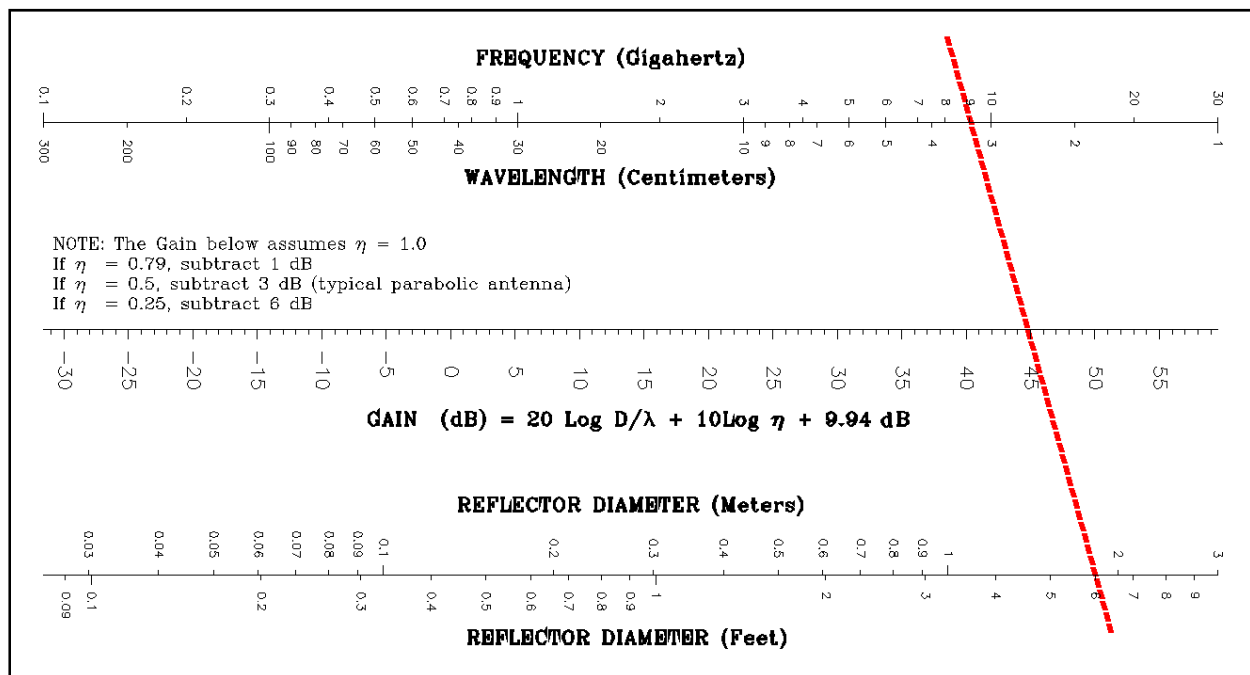 FREQUENCY (Gigahertz)
0.1 0.2 0.3 0.4 0.5 0.6 0.7 0.8 0.9 1 2 3 4 5 6 7 8 9 10 20 30
300 200 100 90 80 70 60 50 40 30 20 10 9 8 7 6 5 4 3 2 1
WAVELENGTH (Centimeters)
NOTE: The Gain below assumes η = 1.0
If η = 0.79, subtract 1 dB
If η = 0.5, subtract 3 dB (typical parabolic antenna)
If η = 0.25, subtract 6 dB
-30 -25 -20 -15 -10 -5 0 5 10 15 20 25 30 35 40 45 50 55
GAIN (dB) = 20 Log D/λ + 10Log η + 9.94 dB
REFLECTOR DIAMETER (Meters)
0.03 0.04 0.05 0.06 0.07 0.08 0.09 0.1 0.2 0.3 0.4 0.5 0.6 0.7 0.8 0.9 1 2 3
0.09 0.1 0.2 0.3 0.4 0.5 0.6 0.7 0.8 0.9 1 2 3 4 5 6 7 8 9
REFLECTOR DIAMETER (Feet)